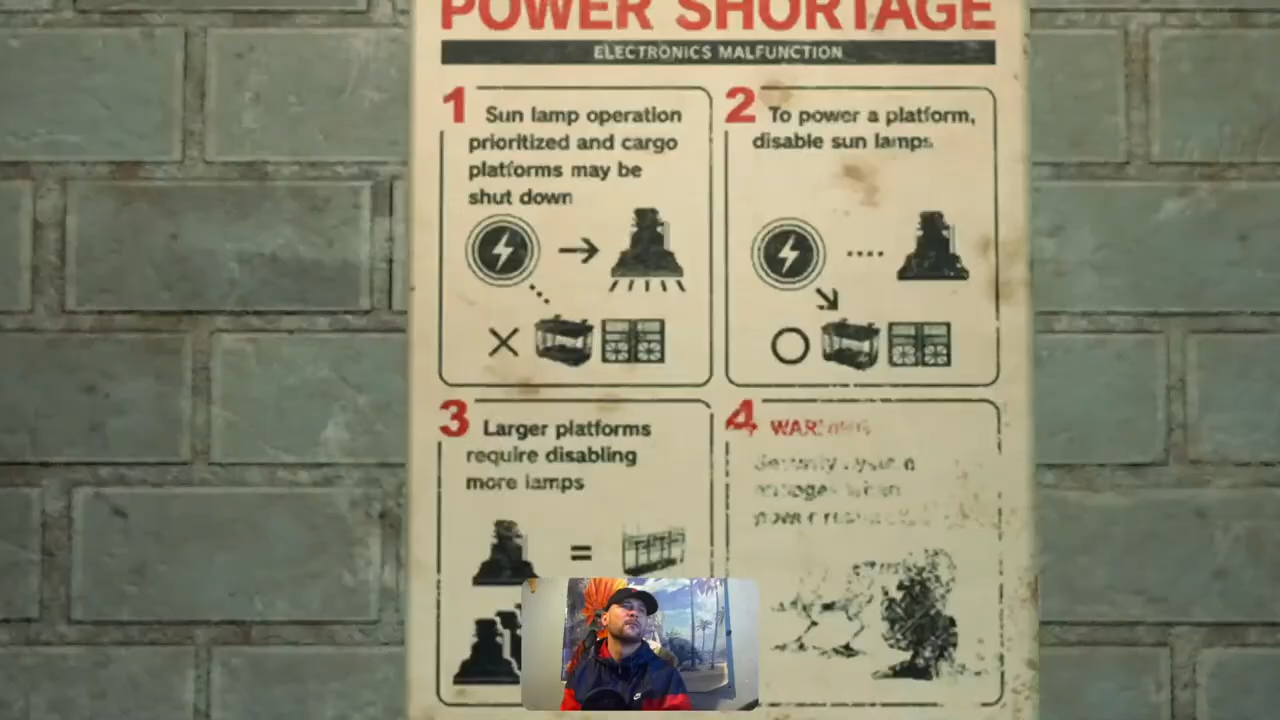 POWER SHORTAGE
ELECTRONICS MALFUNCTION
1 Sun lamp operation
prioritized and cargo
platforms may be
shut down
2 To power a platform,
disable sun lamps
3 Larger platforms
require disabling
more lamps
4